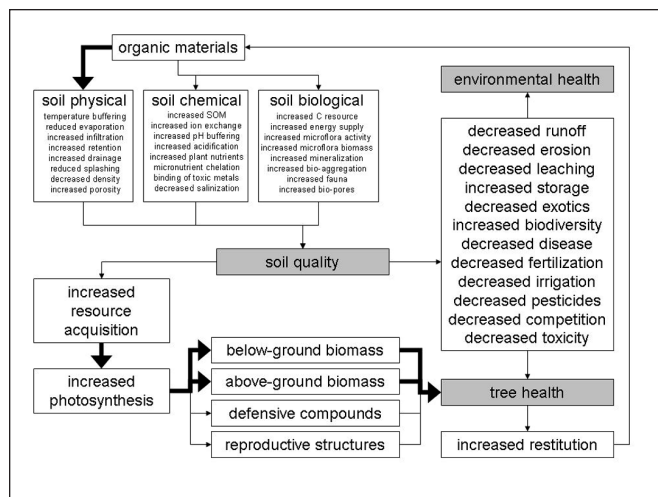 organic materials
soil physical
temperature buffering
reduced evaporation
increased infiltration
increased retention
increased drainage
reduced splashing
decreased density
increased porosity
soil chemical
increased SOM
increased ion exchange
increased pH buffering
increased acidification
increased plant nutrients
micronutrient chelation
binding of toxic metals
decreased salinization
soil biological
increased C resource
increased energy supply
increased microflora activity
increased microflora biomass
increased mineralization
increased bio-aggregation
increased fauna
increased bio-pores
environmental health
decreased runoff
decreased erosion
decreased leaching
increased storage
decreased exotics
increased biodiversity
decreased disease
decreased fertilization
decreased irrigation
decreased pesticides
decreased competition
decreased toxicity
soil quality
increased
resource
acquisition
increased
photosynthesis
below-ground biomass
above-ground biomass
defensive compounds
reproductive structures
tree health
increased restitution